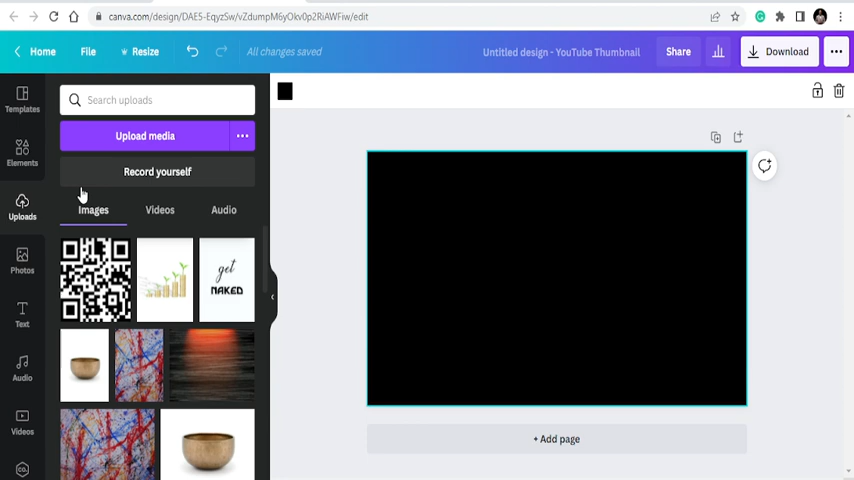 canva.com/design/DAE5-EqyzSw/vZdumpM6yOkv0p2RiAWFiw/edit
Home File Resize All changes saved Untitled design - YouTube Thumbnail Share Download
Templates
Elements
Uploads
Photos
Text
Audio
Videos
Search uploads
Upload media
Record yourself
Images Videos Audio
get
NAKED
+ Add page